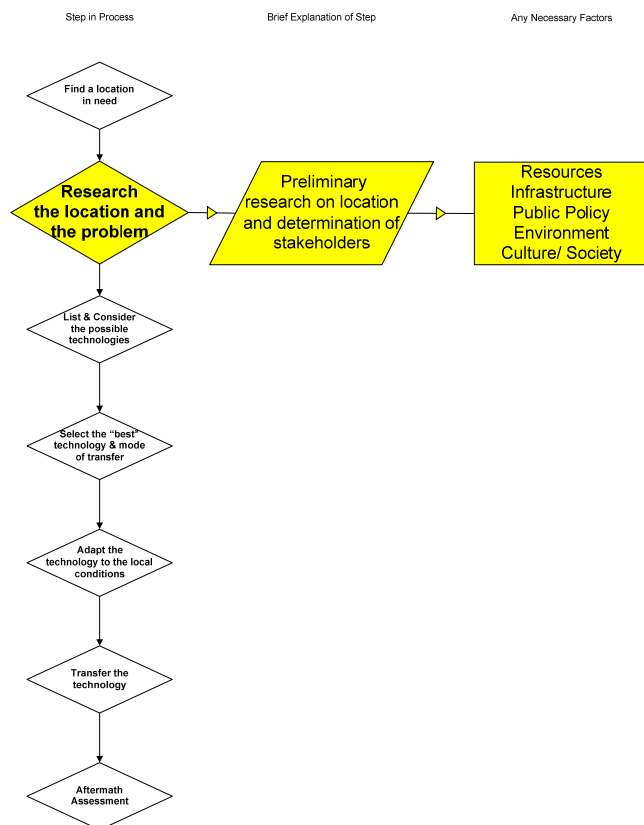 Step in Process
Brief Explanation of Step
Any Necessary Factors
Find a location
in need
Research
the location and
the problem
Preliminary
research on location
and determination of
stakeholders
Resources
Infrastructure
Public Policy
Environment
Culture/ Society
List & Consider
the possible
technologies
Select the “best”
technology & mode
of transfer
Adapt the
technology to the local
conditions
Transfer the
technology
Aftermath
Assessment